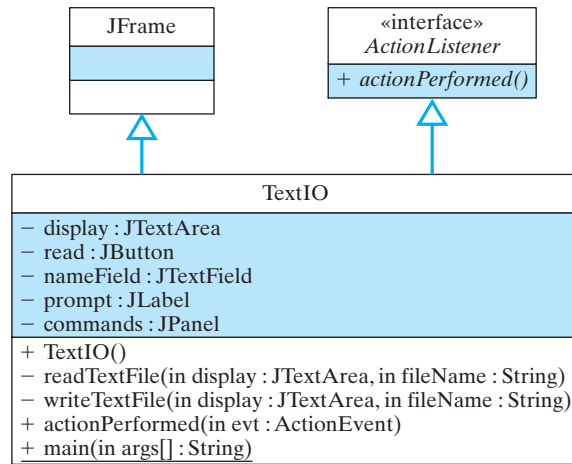 JFrame
«interface»
ActionListener
+ actionPerformed()
TextIO
− display : JTextArea
− read : JButton
− nameField : JTextField
− prompt : JLabel
− commands : JPanel
+ TextIO()
− readTextFile(in display : JTextArea, in fileName : String)
− writeTextFile(in display : JTextArea, in fileName : String)
+ actionPerformed(in evt : ActionEvent)
+ main(in args[] : String)